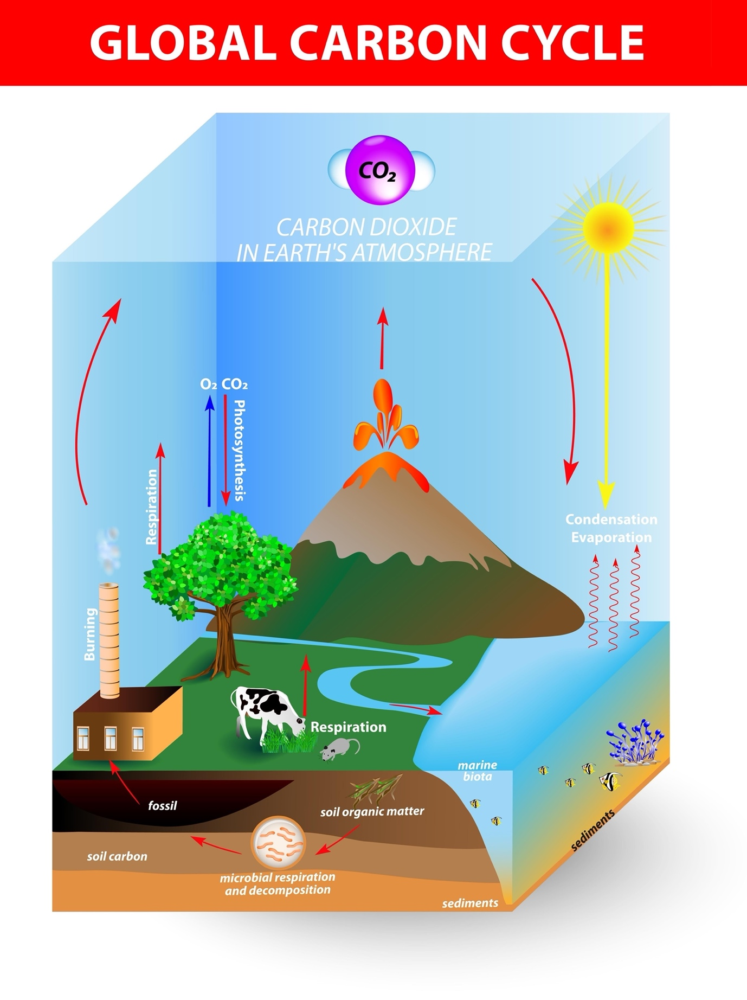 GLOBAL CARBON CYCLE
CO₂
CARBON DIOXIDE
IN EARTH'S ATMOSPHERE
O₂ CO₂
Photosynthesis
Respiration
Condensation
Evaporation
Burning
Respiration
marine
biota
fossil
soil organic matter
sediments
soil carbon
microbial respiration
and decomposition
sediments